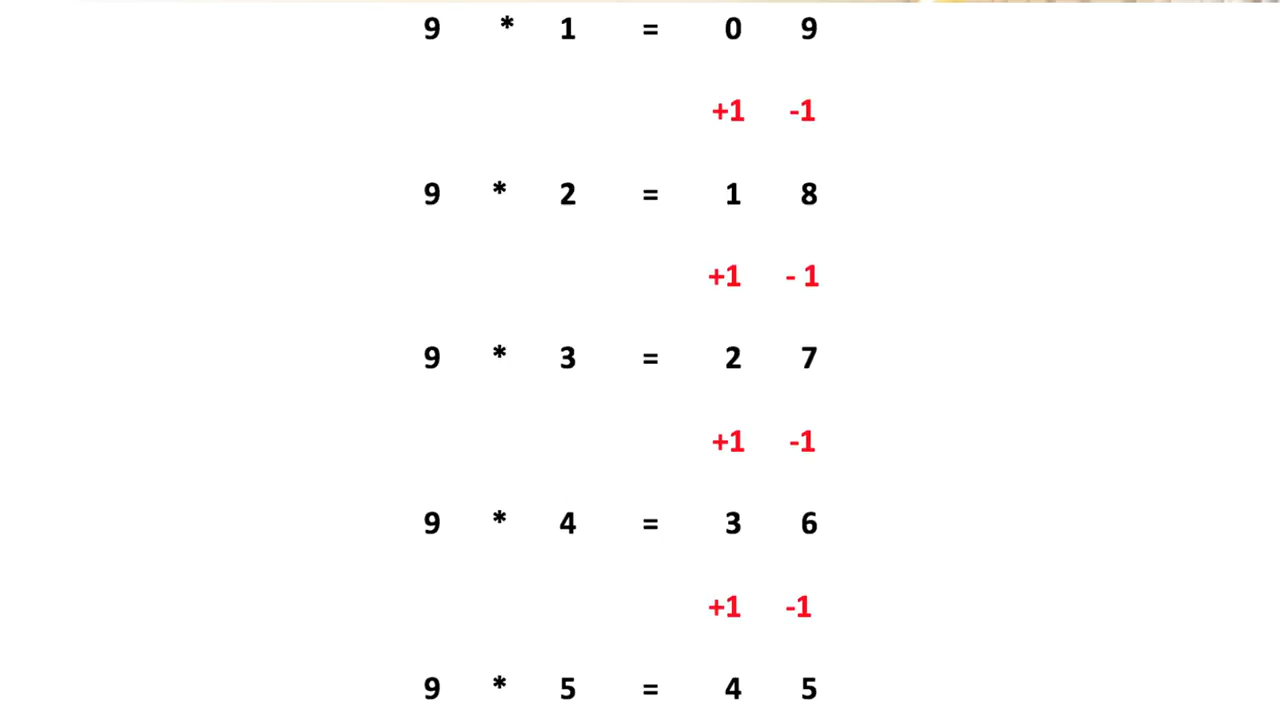 9 * 1 = 0 9
+1 -1
9 * 2 = 1 8
+1 - 1
9 * 3 = 2 7
+1 -1
9 * 4 = 3 6
+1 -1
9 * 5 = 4 5